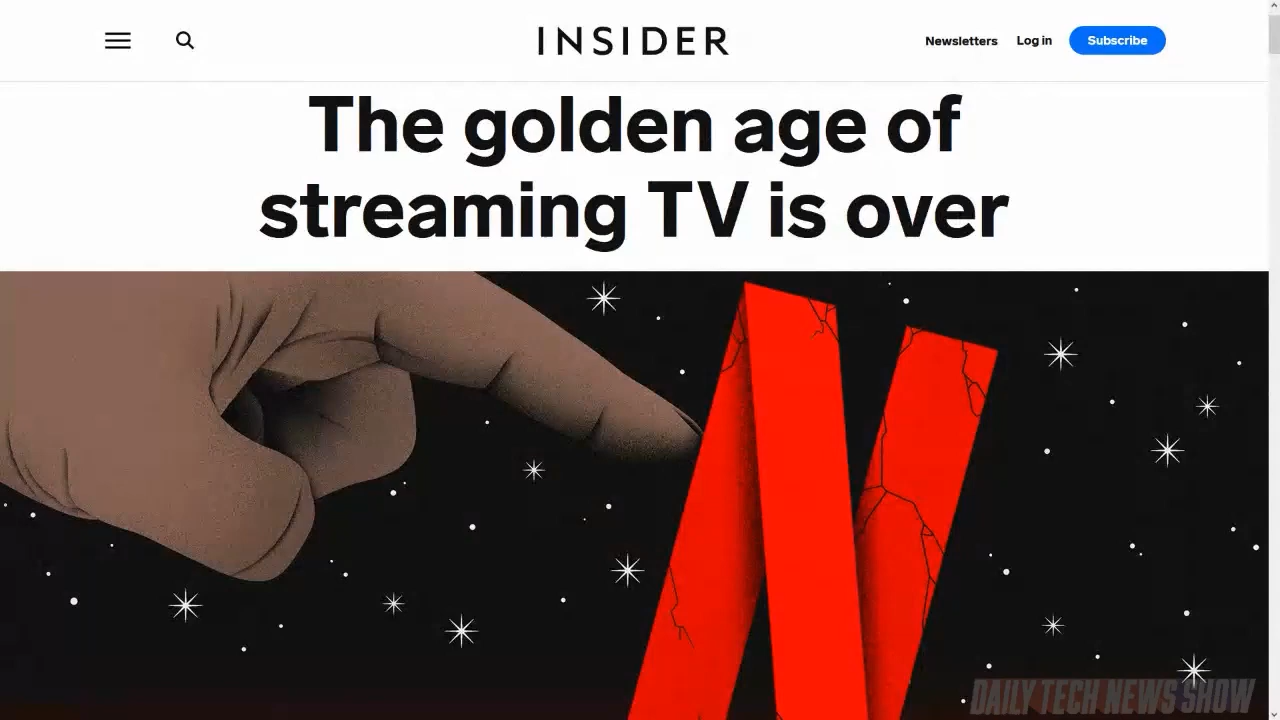 INSIDER
Newsletters Log in Subscribe
The golden age of
streaming TV is over
DAILY TECH NEWS SHOW